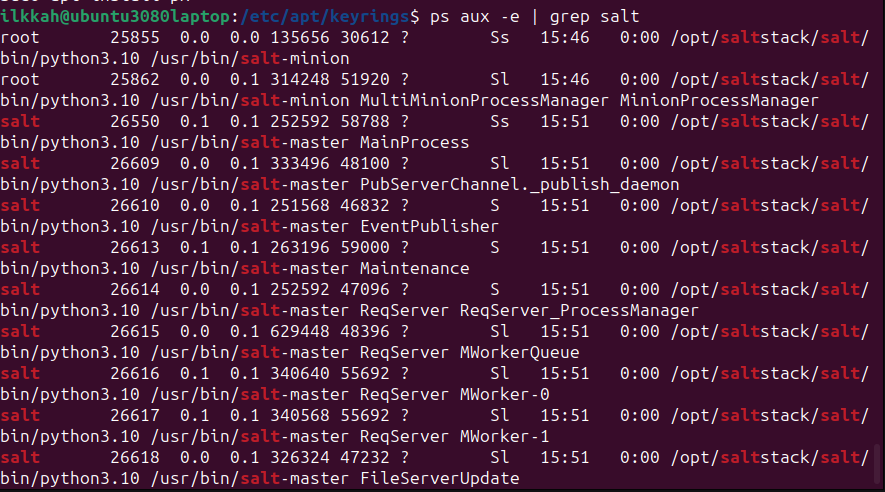 ilkkah@ubuntu3080laptop:/etc/apt/keyrings$ ps aux -e | grep salt
root       25855  0.0  0.0 135656 30612 ?        Ss   15:46   0:00 /opt/saltstack/salt/
bin/python3.10 /usr/bin/salt-minion
root       25862  0.0  0.1 314248 51920 ?        Sl   15:46   0:00 /opt/saltstack/salt/
bin/python3.10 /usr/bin/salt-minion MultiMinionProcessManager MinionProcessManager
salt       26550  0.1  0.1 252592 58788 ?        Ss   15:51   0:00 /opt/saltstack/salt/
bin/python3.10 /usr/bin/salt-master MainProcess
salt       26609  0.0  0.1 333496 48100 ?        Sl   15:51   0:00 /opt/saltstack/salt/
bin/python3.10 /usr/bin/salt-master PubServerChannel._publish_daemon
salt       26610  0.0  0.1 251568 46832 ?        S    15:51   0:00 /opt/saltstack/salt/
bin/python3.10 /usr/bin/salt-master EventPublisher
salt       26613  0.1  0.1 263196 59000 ?        S    15:51   0:00 /opt/saltstack/salt/
bin/python3.10 /usr/bin/salt-master Maintenance
salt       26614  0.0  0.1 252592 47096 ?        S    15:51   0:00 /opt/saltstack/salt/
bin/python3.10 /usr/bin/salt-master ReqServer ReqServer_ProcessManager
salt       26615  0.0  0.1 629448 48396 ?        Sl   15:51   0:00 /opt/saltstack/salt/
bin/python3.10 /usr/bin/salt-master ReqServer MWorkerQueue
salt       26616  0.1  0.1 340640 55692 ?        Sl   15:51   0:00 /opt/saltstack/salt/
bin/python3.10 /usr/bin/salt-master ReqServer MWorker-0
salt       26617  0.1  0.1 340568 55692 ?        Sl   15:51   0:00 /opt/saltstack/salt/
bin/python3.10 /usr/bin/salt-master ReqServer MWorker-1
salt       26618  0.0  0.1 326324 47232 ?        Sl   15:51   0:00 /opt/saltstack/salt/
bin/python3.10 /usr/bin/salt-master FileServerUpdate